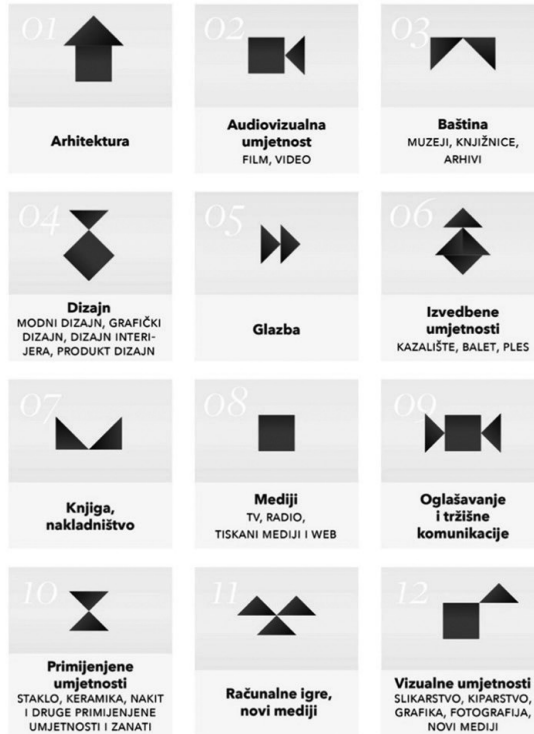 01
Arhitektura
02
Audiovizualna
umjetnost
FILM, VIDEO
03
Baština
MUZEJI, KNJIŽNICE,
ARHIVI
04
Dizajn
MODNI DIZAJN, GRAFIČKI
DIZAJN, DIZAJN INTERI-
JERA, PRODUKT DIZAJN
05
Glazba
06
Izvedbene
umjetnosti
KAZALIŠTE, BALET, PLES
07
Knjiga,
nakladništvo
08
Mediji
TV, RADIO,
TISKANI MEDIJI I WEB
09
Oglašavanje
i tržišne
komunikacije
10
Primijenjene
umjetnosti
STAKLO, KERAMIKA, NAKIT
I DRUGE PRIMIJENJENE
UMJETNOSTI I ZANATI
11
Računalne igre,
novi mediji
12
Vizualne umjetnosti
SLIKARSTVO, KIPARSTVO,
GRAFIKA, FOTOGRAFIJA,
NOVI MEDIJI